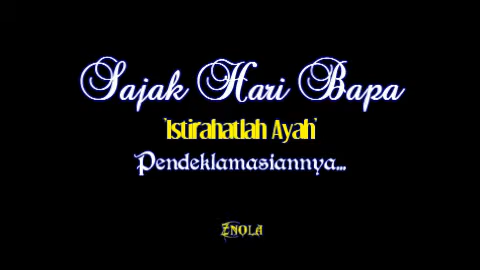 Sajak Hari Bapa
'Istirahatlah Ayah'
Pendeklamasiannya...
Enola